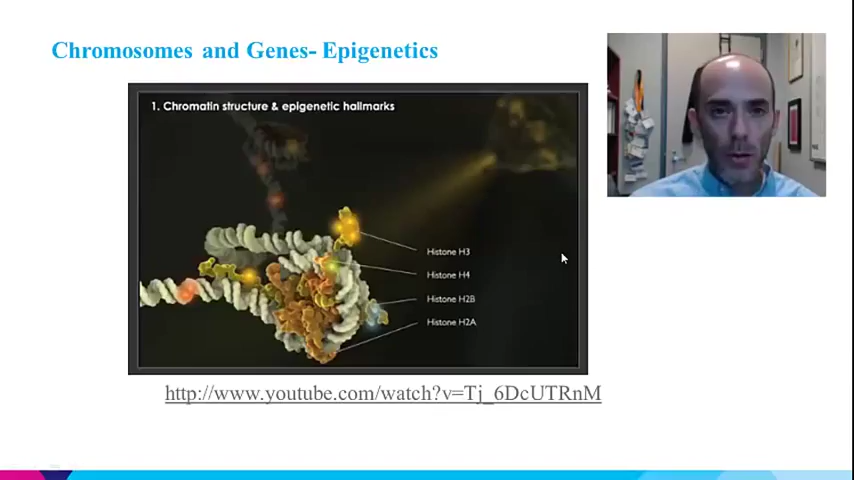 Chromosomes and Genes- Epigenetics
1. Chromatin structure & epigenetic hallmarks
Histone H3
Histone H4
Histone H2B
Histone H2A
http://www.youtube.com/watch?v=Tj_6DcUTRnM